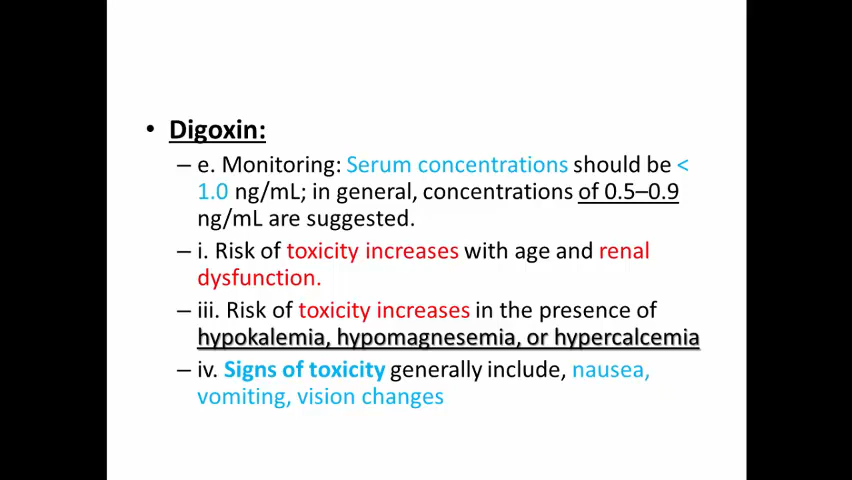 • Digoxin:
– e. Monitoring: Serum concentrations should be <
1.0 ng/mL; in general, concentrations of 0.5–0.9
ng/mL are suggested.
– i. Risk of toxicity increases with age and renal
dysfunction.
– iii. Risk of toxicity increases in the presence of
hypokalemia, hypomagnesemia, or hypercalcemia
– iv. Signs of toxicity generally include, nausea,
vomiting, vision changes